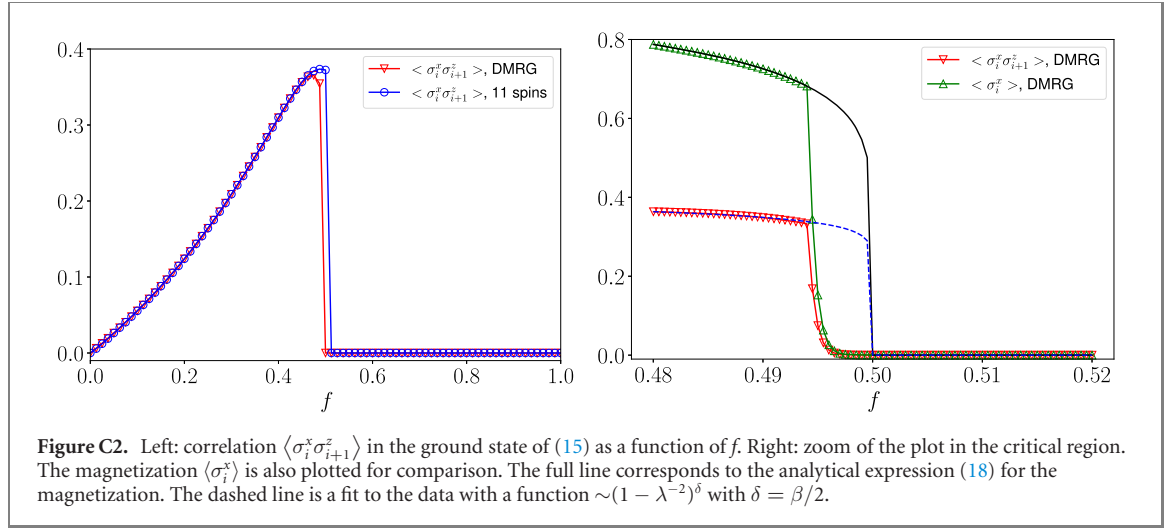 0.4
0.3
0.2
0.1
0.0
0.0 0.2 0.4 0.6 0.8 1.0
f
< σ_i^x σ_{i+1}^z >, DMRG
< σ_i^x σ_{i+1}^z >, 11 spins
0.8
0.6
0.4
0.2
0.0
0.48 0.49 0.50 0.51 0.52
f
< σ_i^x σ_{i+1}^z >, DMRG
< σ_i^x >, DMRG
Figure C2. Left: correlation ⟨σ_i^x σ_{i+1}^z⟩ in the ground state of (15) as a function of f. Right: zoom of the plot in the critical region.
The magnetization ⟨σ_i^x⟩ is also plotted for comparison. The full line corresponds to the analytical expression (18) for the
magnetization. The dashed line is a fit to the data with a function ∼(1 − λ^{−2})^δ with δ = β/2.